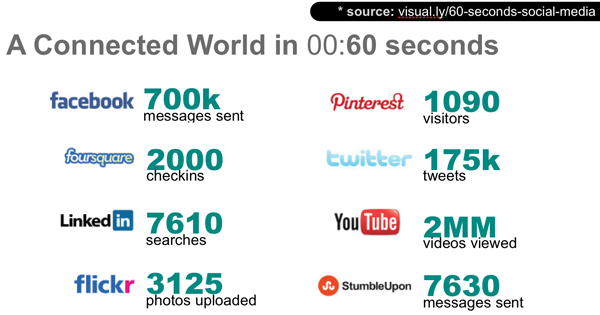 * source: visual.ly/60-seconds-social-media
A Connected World in 00:60 seconds
facebook 700k
messages sent
Pinterest 1090
visitors
foursquare 2000
checkins
twitter 175k
tweets
Linked in 7610
searches
YouTube 2MM
videos viewed
flickr 3125
photos uploaded
StumbleUpon 7630
messages sent